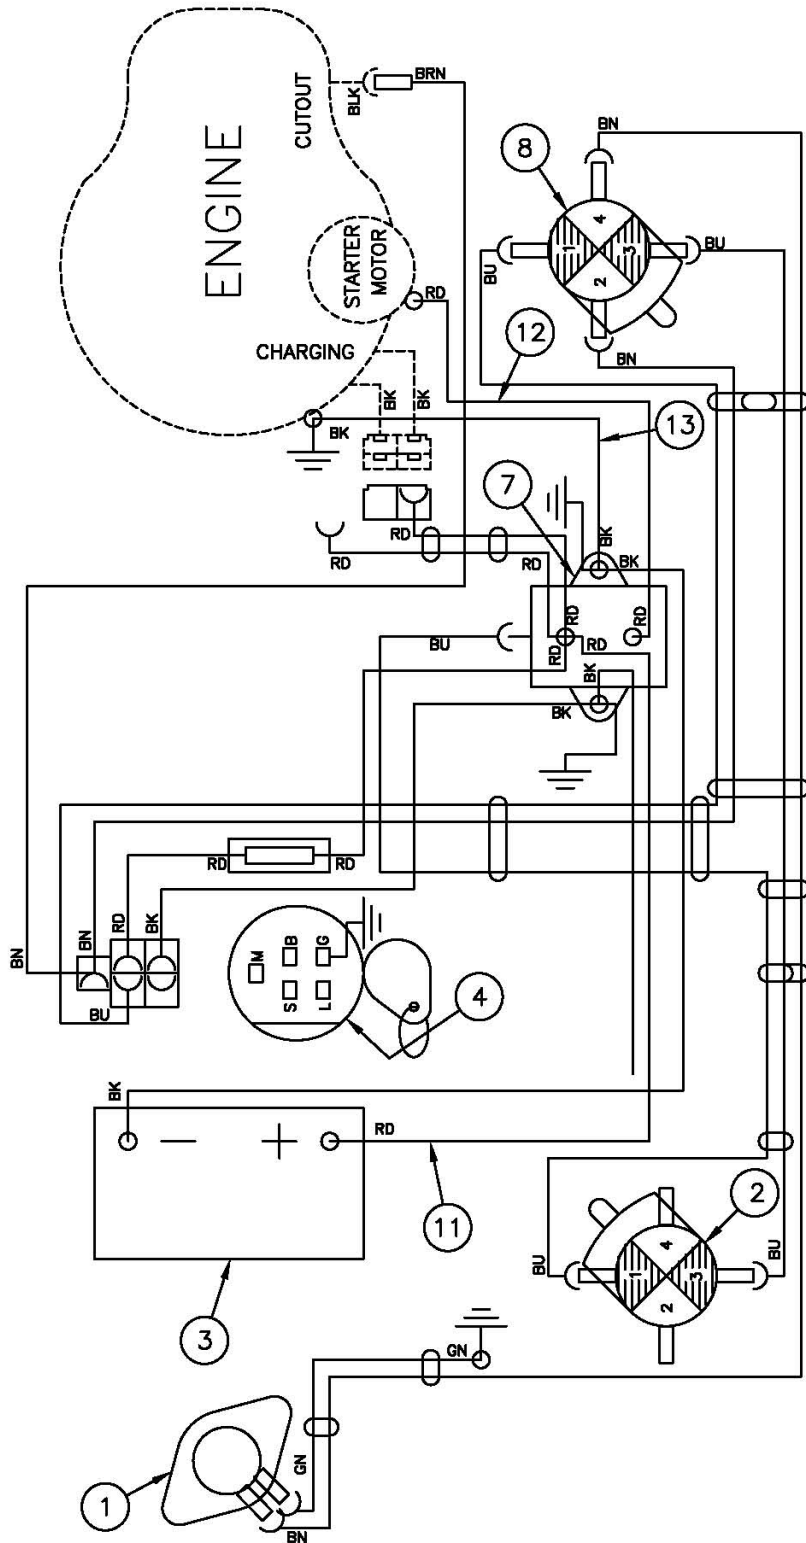 ENGINE
CUTOUT
BLK
BRN
STARTER
MOTOR
RD
CHARGING
BK
BK
BK
12
8
BN
1
4
2
3
BU
BU
BN
13
7
RD
RD
RD
BK
BK
RD
RD
RD
RD
BK
BK
BU
BN
BN
RD
BK
BU
RD
RD
M
B
G
S
L
4
BK
RD
11
3
2
BU
1
4
2
3
BU
GN
GN
BN
1